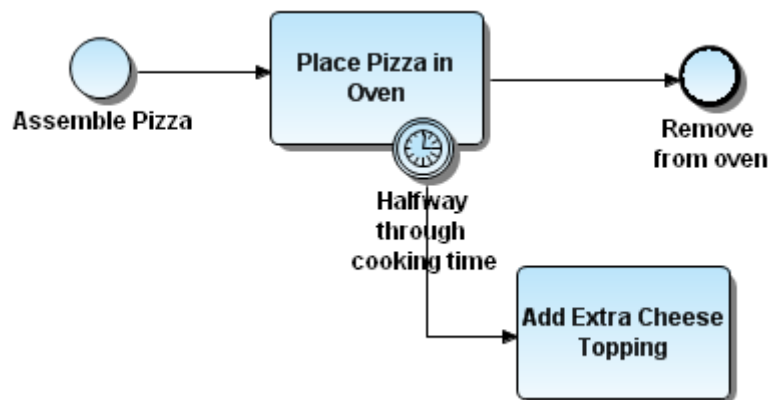 Place Pizza in
Oven
Assemble Pizza
Remove
from oven
Halfway
through
cooking time
Add Extra Cheese
Topping